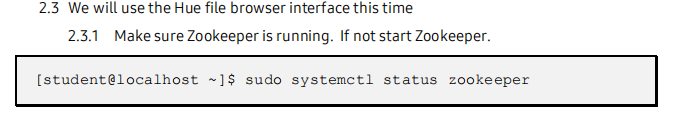 2.3 We will use the Hue file browser interface this time
2.3.1 Make sure Zookeeper is running. If not start Zookeeper.
[student@localhost ~]$ sudo systemctl status zookeeper